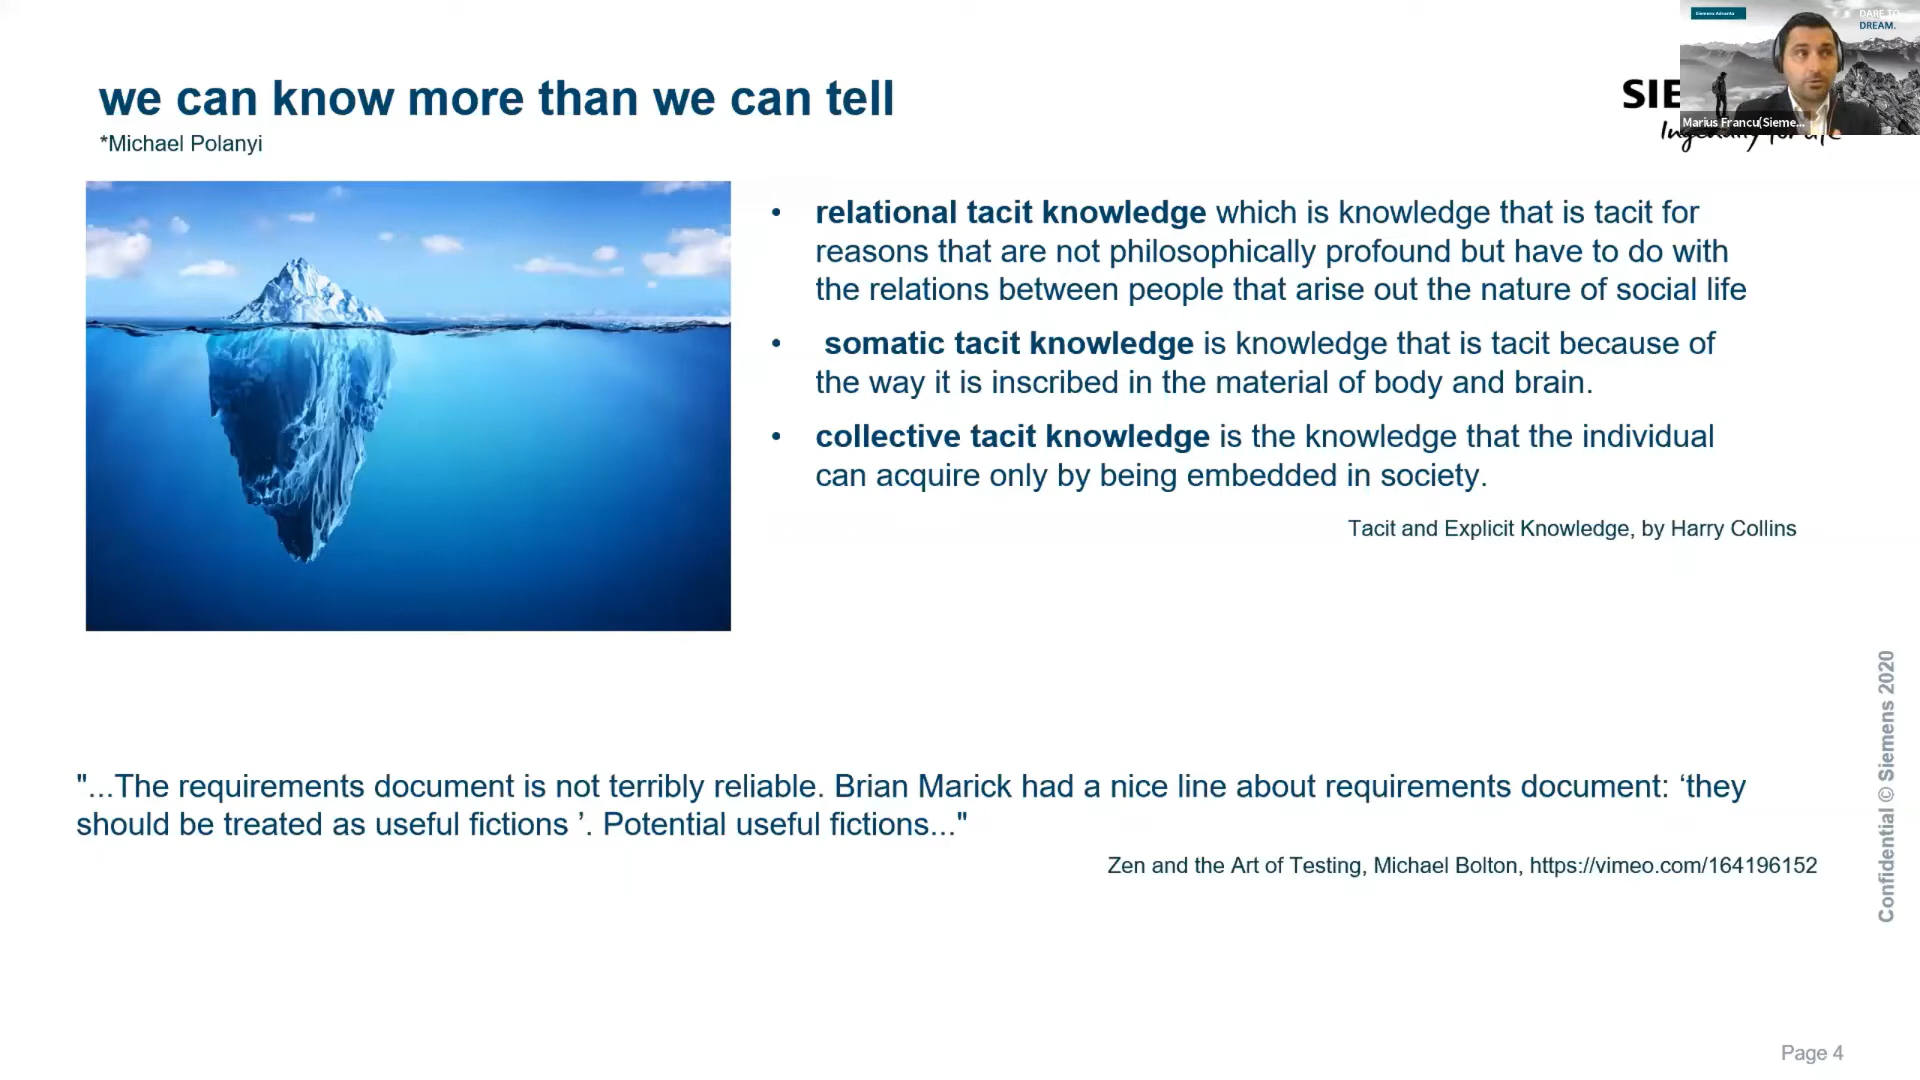 Siemens Advanta
DARE TO
DREAM.
we can know more than we can tell
*Michael Polanyi
SIE
Marius Francu(Sieme...
• relational tacit knowledge which is knowledge that is tacit for
reasons that are not philosophically profound but have to do with
the relations between people that arise out the nature of social life
• somatic tacit knowledge is knowledge that is tacit because of
the way it is inscribed in the material of body and brain.
• collective tacit knowledge is the knowledge that the individual
can acquire only by being embedded in society.
Tacit and Explicit Knowledge, by Harry Collins
"...The requirements document is not terribly reliable. Brian Marick had a nice line about requirements document: ‘they
should be treated as useful fictions ’. Potential useful fictions..."
Zen and the Art of Testing, Michael Bolton, https://vimeo.com/164196152
Confidential © Siemens 2020
Page 4